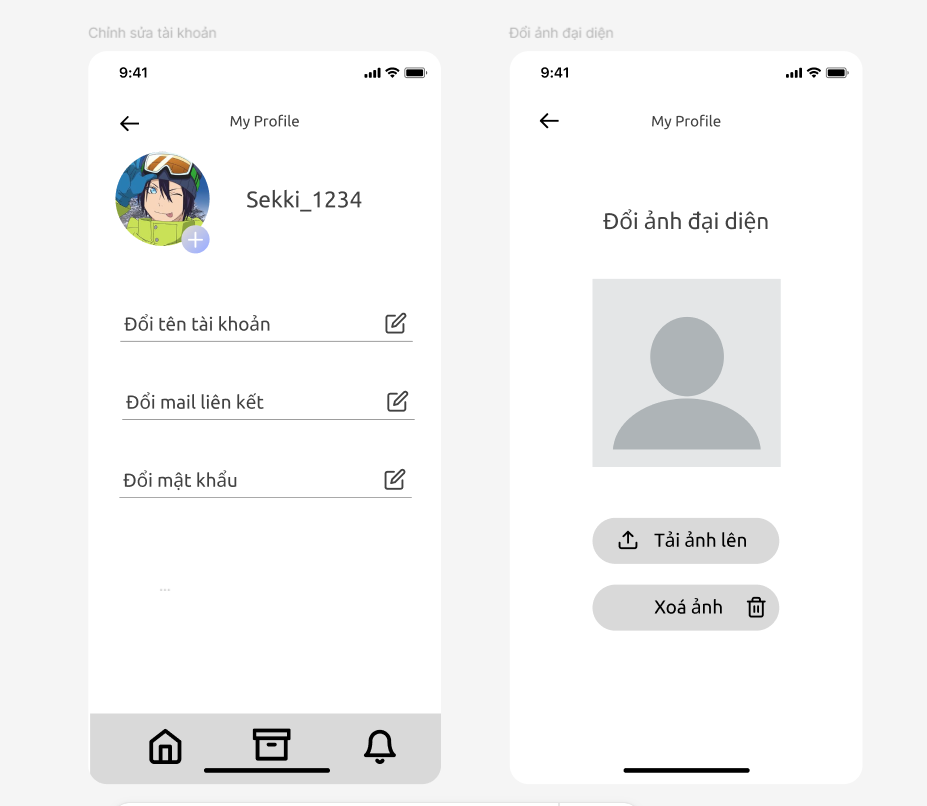 Chỉnh sửa tài khoản
9:41
My Profile
Sekki_1234
Đổi tên tài khoản
Đổi mail liên kết
Đổi mật khẩu
...
Đổi ảnh đại diện
9:41
My Profile
Đổi ảnh đại diện
Tải ảnh lên
Xoá ảnh